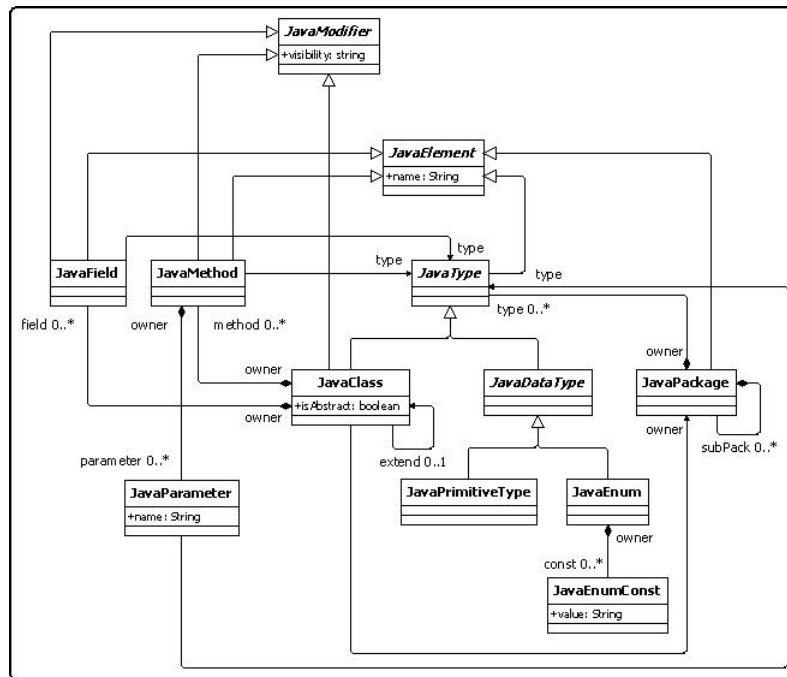 JavaModifier
+visibility: string
JavaElement
+name: String
type
type
type
JavaField
JavaMethod
JavaType
field 0..*
owner
method 0..*
type 0..*
owner
owner
JavaClass
JavaDataType
JavaPackage
+isAbstract: boolean
owner
owner
extend 0..1
subPack 0..*
parameter 0..*
JavaParameter
+name: String
JavaPrimitiveType
JavaEnum
owner
const 0..*
JavaEnumConst
+value: String